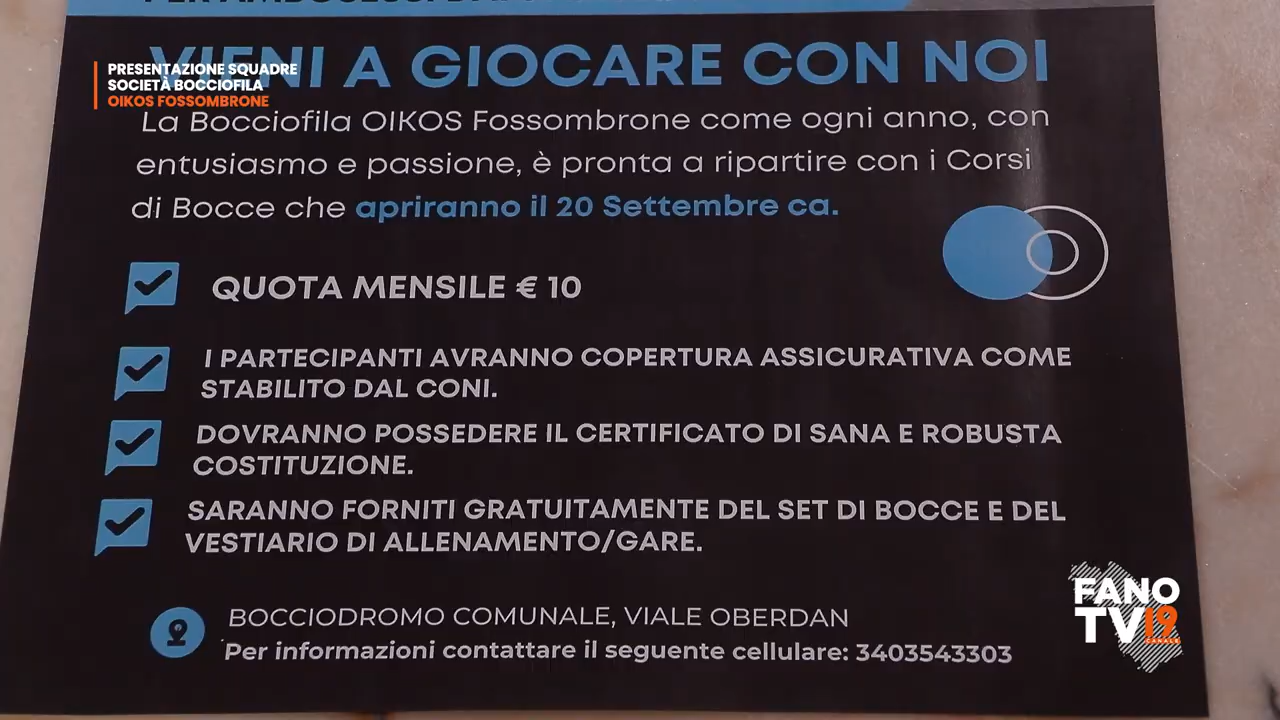 VIENI A GIOCARE CON NOI
PRESENTAZIONE SQUADRE
SOCIETÀ BOCCIOFILA
OIKOS FOSSOMBRONE
La Bocciofila OIKOS Fossombrone come ogni anno, con
entusiasmo e passione, è pronta a ripartire con i Corsi
di Bocce che apriranno il 20 Settembre ca.
QUOTA MENSILE € 10
I PARTECIPANTI AVRANNO COPERTURA ASSICURATIVA COME
STABILITO DAL CONI.
DOVRANNO POSSEDERE IL CERTIFICATO DI SANA E ROBUSTA
COSTITUZIONE.
SARANNO FORNITI GRATUITAMENTE DEL SET DI BOCCE E DEL
VESTIARIO DI ALLENAMENTO/GARE.
BOCCIODROMO COMUNALE, VIALE OBERDAN
Per informazioni contattare il seguente cellulare: 3403543303
FANO
TV 19
CANALE